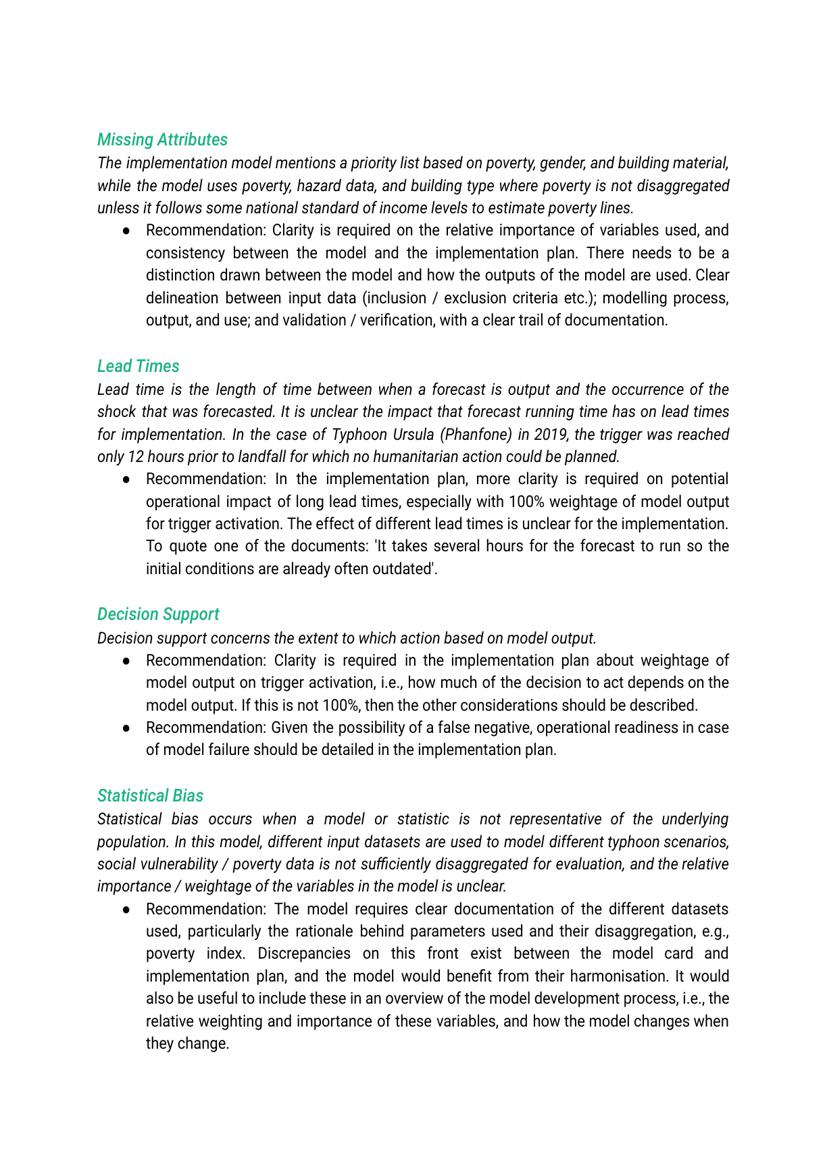 Missing Attributes
The implementation model mentions a priority list based on poverty, gender, and building material,
while the model uses poverty, hazard data, and building type where poverty is not disaggregated
unless it follows some national standard of income levels to estimate poverty lines.
● Recommendation: Clarity is required on the relative importance of variables used, and
consistency between the model and the implementation plan. There needs to be a
distinction drawn between the model and how the outputs of the model are used. Clear
delineation between input data (inclusion / exclusion criteria etc.); modelling process,
output, and use; and validation / verification, with a clear trail of documentation.
Lead Times
Lead time is the length of time between when a forecast is output and the occurrence of the
shock that was forecasted. It is unclear the impact that forecast running time has on lead times
for implementation. In the case of Typhoon Ursula (Phanfone) in 2019, the trigger was reached
only 12 hours prior to landfall for which no humanitarian action could be planned.
● Recommendation: In the implementation plan, more clarity is required on potential
operational impact of long lead times, especially with 100% weightage of model output
for trigger activation. The effect of different lead times is unclear for the implementation.
To quote one of the documents: 'It takes several hours for the forecast to run so the
initial conditions are already often outdated'.
Decision Support
Decision support concerns the extent to which action based on model output.
● Recommendation: Clarity is required in the implementation plan about weightage of
model output on trigger activation, i.e., how much of the decision to act depends on the
model output. If this is not 100%, then the other considerations should be described.
● Recommendation: Given the possibility of a false negative, operational readiness in case
of model failure should be detailed in the implementation plan.
Statistical Bias
Statistical bias occurs when a model or statistic is not representative of the underlying
population. In this model, different input datasets are used to model different typhoon scenarios,
social vulnerability / poverty data is not sufficiently disaggregated for evaluation, and the relative
importance / weightage of the variables in the model is unclear.
● Recommendation: The model requires clear documentation of the different datasets
used, particularly the rationale behind parameters used and their disaggregation, e.g.,
poverty index. Discrepancies on this front exist between the model card and
implementation plan, and the model would benefit from their harmonisation. It would
also be useful to include these in an overview of the model development process, i.e., the
relative weighting and importance of these variables, and how the model changes when
they change.